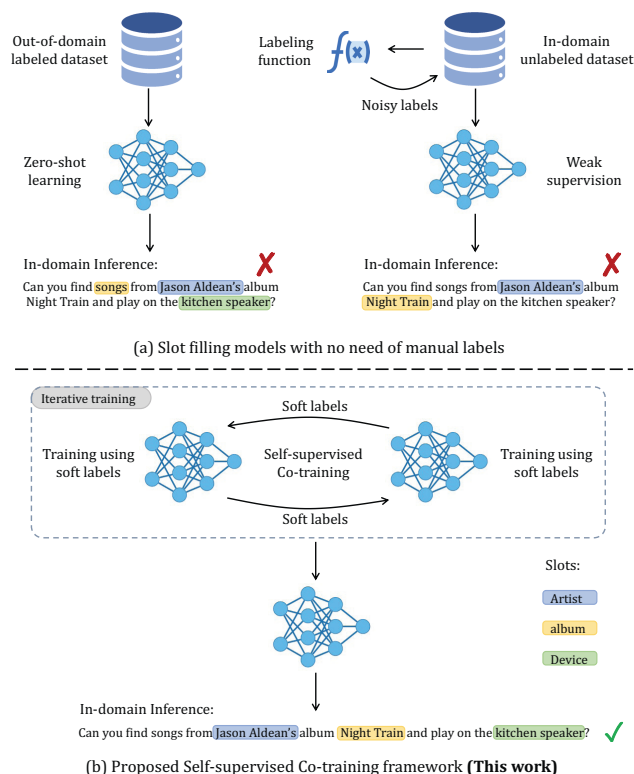 Out-of-domain
labeled dataset
Labeling
function
f(x)
Noisy labels
In-domain
unlabeled dataset
Zero-shot
learning
Weak
supervision
In-domain Inference:
Can you find songs from Jason Aldean's album
Night Train and play on the kitchen speaker?
In-domain Inference:
Can you find songs from Jason Aldean's album
Night Train and play on the kitchen speaker?
(a) Slot filling models with no need of manual labels
Iterative training
Soft labels
Training using
soft labels
Self-supervised
Co-training
Training using
soft labels
Soft labels
Slots:
Artist
album
Device
In-domain Inference:
Can you find songs from Jason Aldean's album Night Train and play on the kitchen speaker?
(b) Proposed Self-supervised Co-training framework (This work)